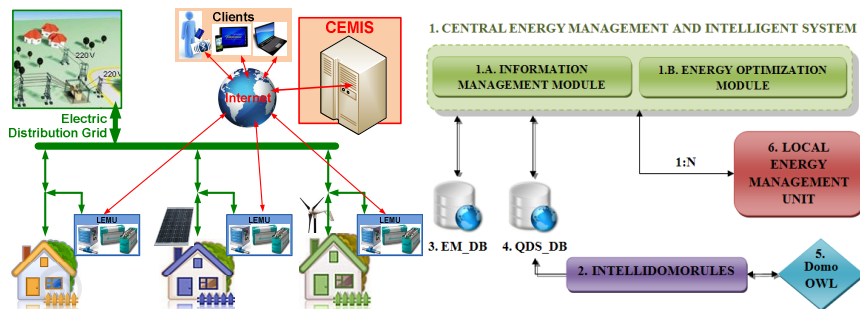 Clients
CEMIS
220 V
220 V
Internet
Electric
Distribution Grid
LEMU
LEMU
LEMU
1. CENTRAL ENERGY MANAGEMENT AND INTELLIGENT SYSTEM
1.A. INFORMATION
MANAGEMENT MODULE
1.B. ENERGY OPTIMIZATION
MODULE
1:N
6. LOCAL
ENERGY
MANAGEMENT
UNIT
3. EM_DB
4. QDS_DB
2. INTELLIDOMORULES
5.
Domo
OWL